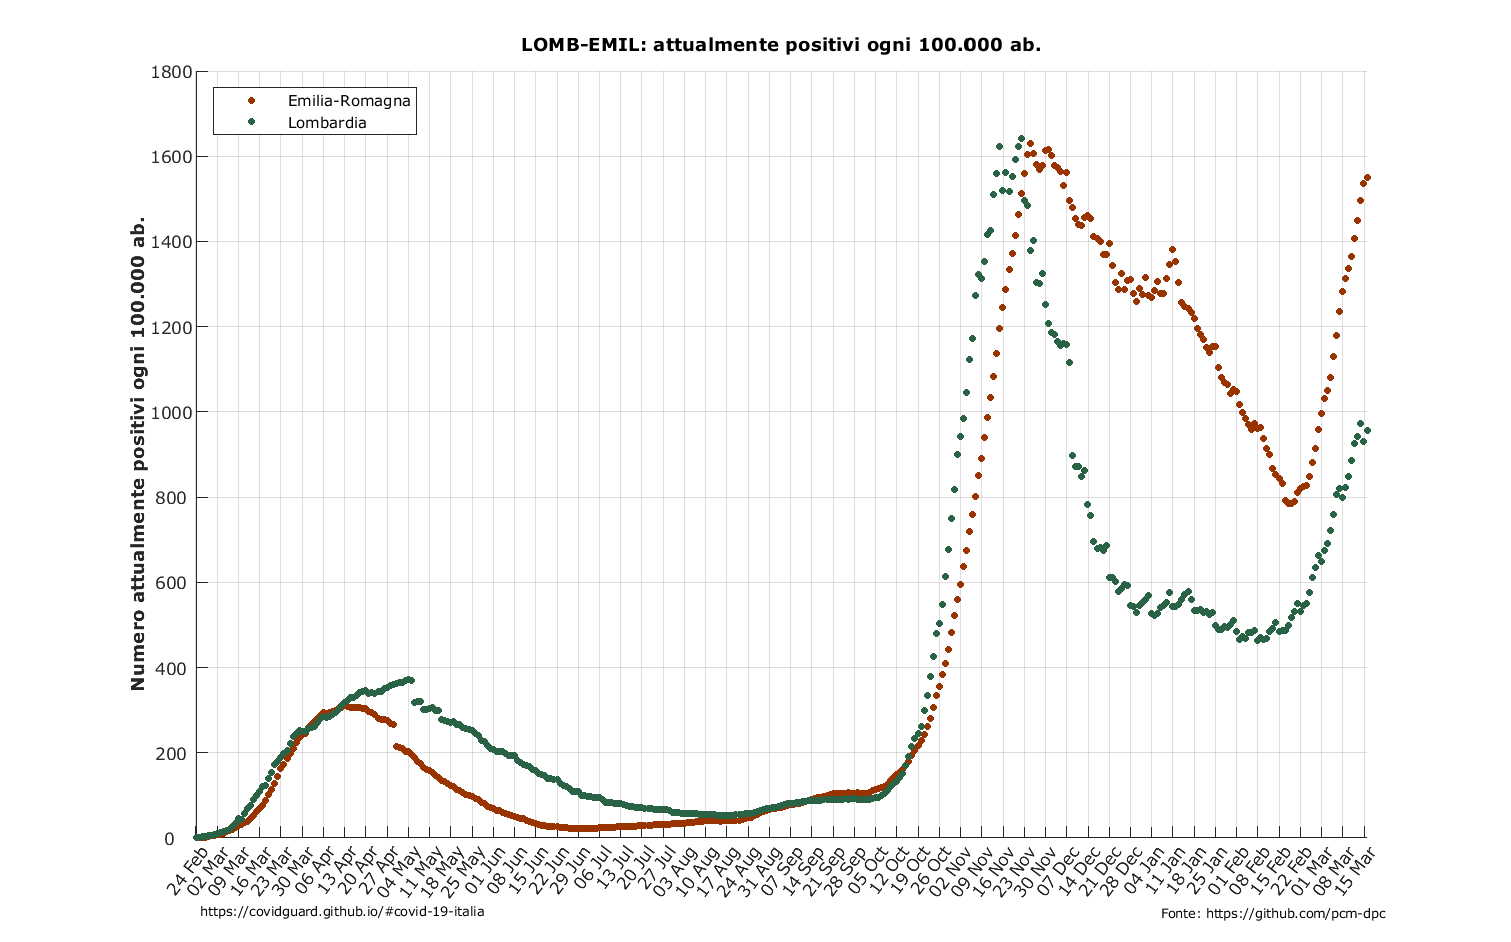 LOMB-EMIL: attualmente positivi ogni 100.000 ab.
Emilia-Romagna
Lombardia
Numero attualmente positivi ogni 100.000 ab.
1800
1600
1400
1200
1000
800
600
400
200
0
24 Feb
02 Mar
09 Mar
16 Mar
23 Mar
30 Mar
06 Apr
13 Apr
20 Apr
27 Apr
04 May
11 May
18 May
25 May
01 Jun
08 Jun
15 Jun
22 Jun
29 Jun
06 Jul
13 Jul
20 Jul
27 Jul
03 Aug
10 Aug
17 Aug
24 Aug
31 Aug
07 Sep
14 Sep
21 Sep
28 Sep
05 Oct
12 Oct
19 Oct
26 Oct
02 Nov
09 Nov
16 Nov
23 Nov
30 Nov
07 Dec
14 Dec
21 Dec
28 Dec
04 Jan
11 Jan
18 Jan
25 Jan
01 Feb
08 Feb
15 Feb
22 Feb
01 Mar
08 Mar
15 Mar
https://covidguard.github.io/#covid-19-italia
Fonte: https://github.com/pcm-dpc